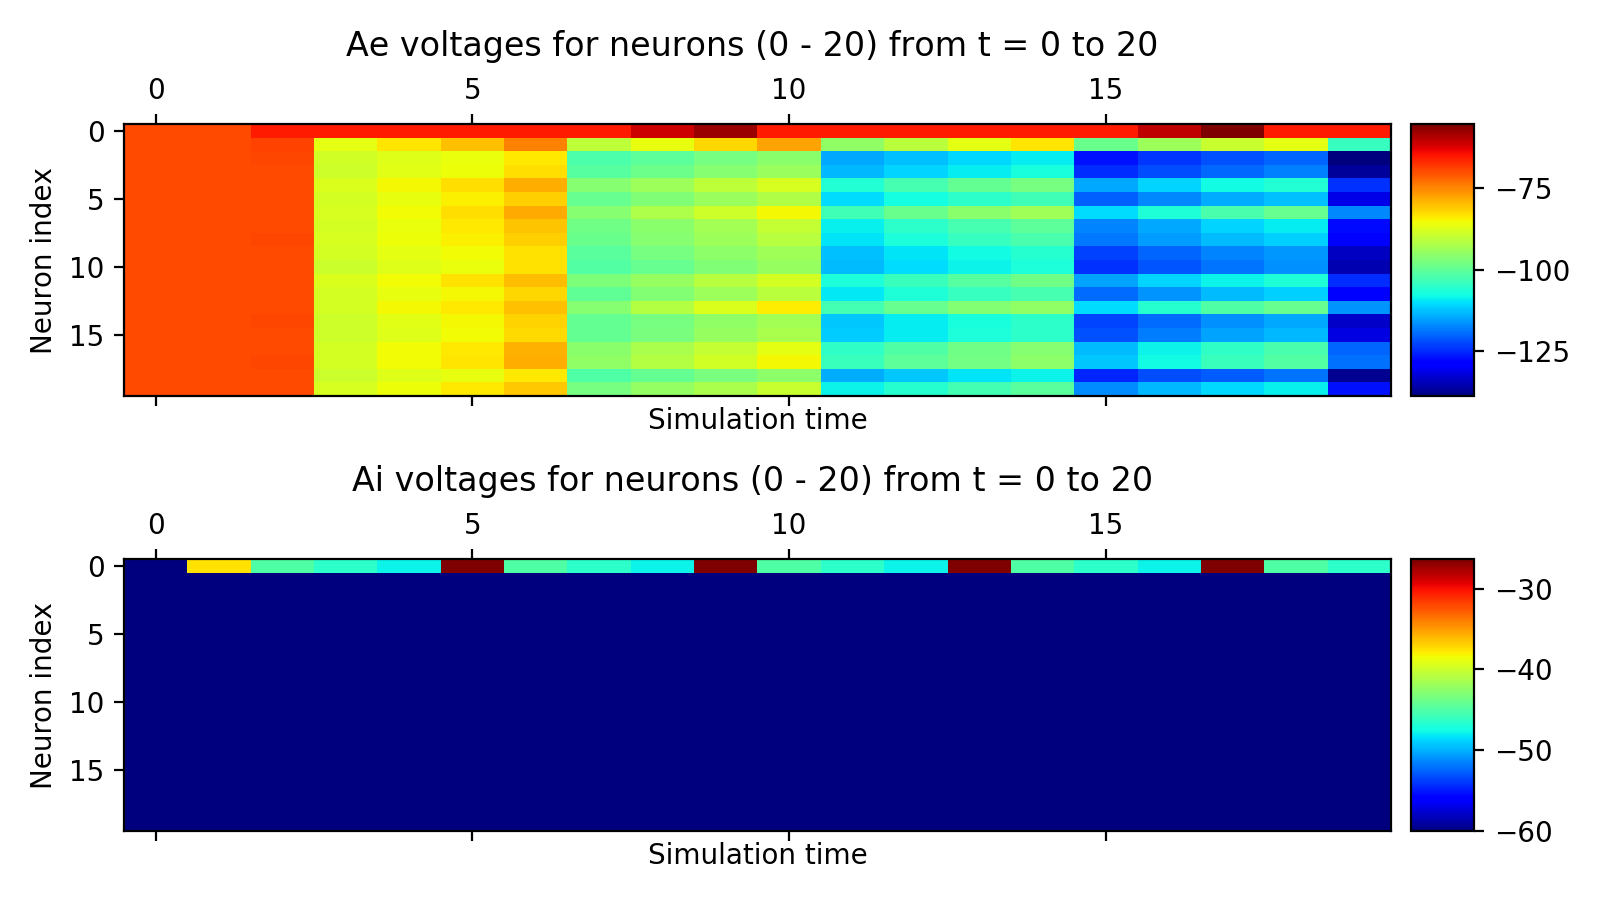 Ae voltages for neurons (0 - 20) from t = 0 to 20
0 5 10 15
Neuron index
0
5
10
15
Simulation time
−75
−100
−125
Ai voltages for neurons (0 - 20) from t = 0 to 20
0 5 10 15
Neuron index
0
5
10
15
Simulation time
−30
−40
−50
−60